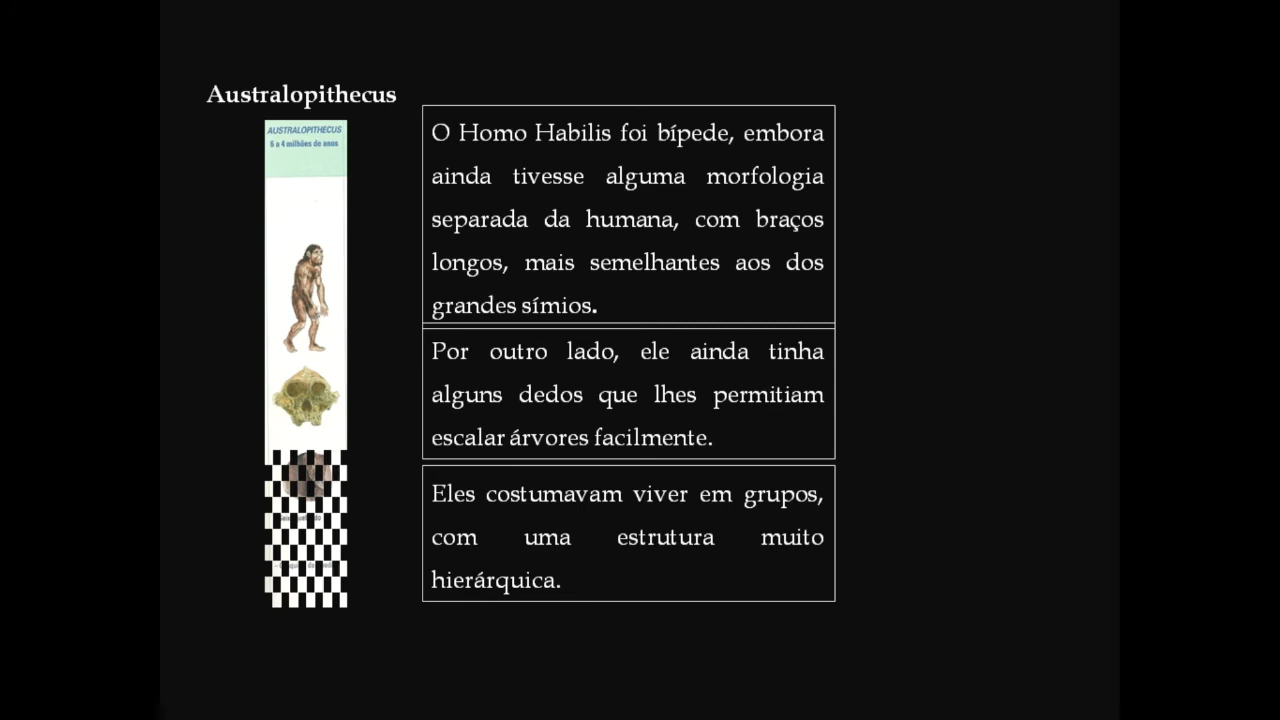 Australopithecus
AUSTRALOPITHECUS
5 a 4 milhões de anos
O Homo Habilis foi bípede, embora
ainda tivesse alguma morfologia
separada da humana, com braços
longos, mais semelhantes aos dos
grandes símios.
Por outro lado, ele ainda tinha
alguns dedos que lhes permitiam
escalar árvores facilmente.
Eles costumavam viver em grupos,
com uma estrutura muito
hierárquica.